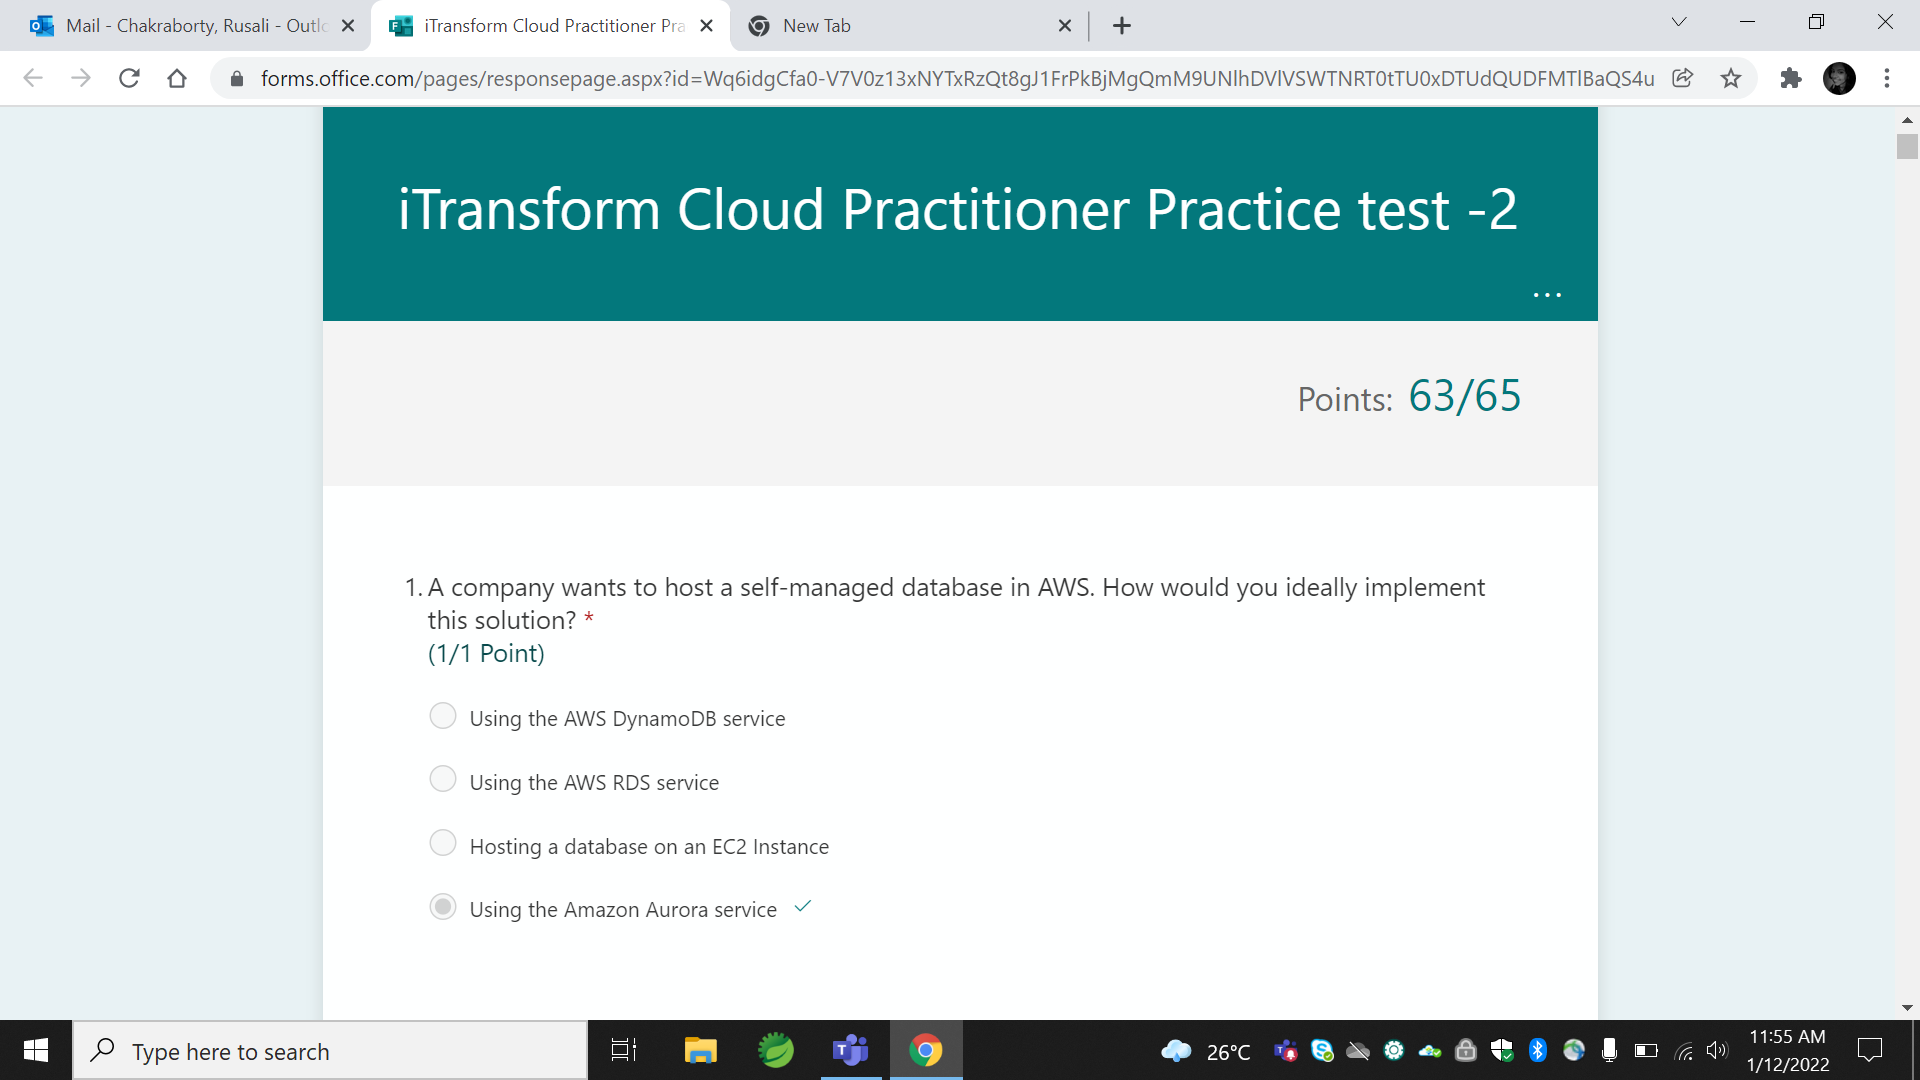 Mail - Chakraborty, Rusali - Outlo
iTransform Cloud Practitioner Pra
New Tab
forms.office.com/pages/responsepage.aspx?id=Wq6idgCfa0-V7V0z13xNYTxRzQt8gJ1FrPkBjMgQmM9UNlhDVlVSWTNRT0tTU0xDTUdQUDFMTlBaQS4u
iTransform Cloud Practitioner Practice test -2
...
Points: 63/65
1. A company wants to host a self-managed database in AWS. How would you ideally implement
this solution? *
(1/1 Point)
Using the AWS DynamoDB service
Using the AWS RDS service
Hosting a database on an EC2 Instance
Using the Amazon Aurora service
Type here to search
26°C
11:55 AM
1/12/2022